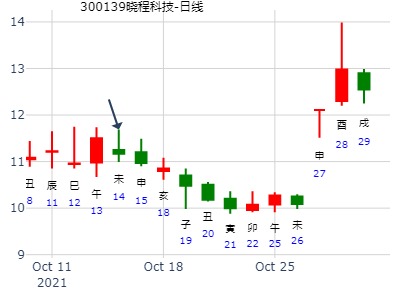 300139晓程科技-日线
14
13
12
11
10
9
丑
8
辰
11
巳
12
午
13
未
14
申
15
亥
18
子
19
丑
20
寅
21
卯
22
午
25
未
26
申
27
酉
28
戌
29
Oct 11
2021
Oct 18
Oct 25